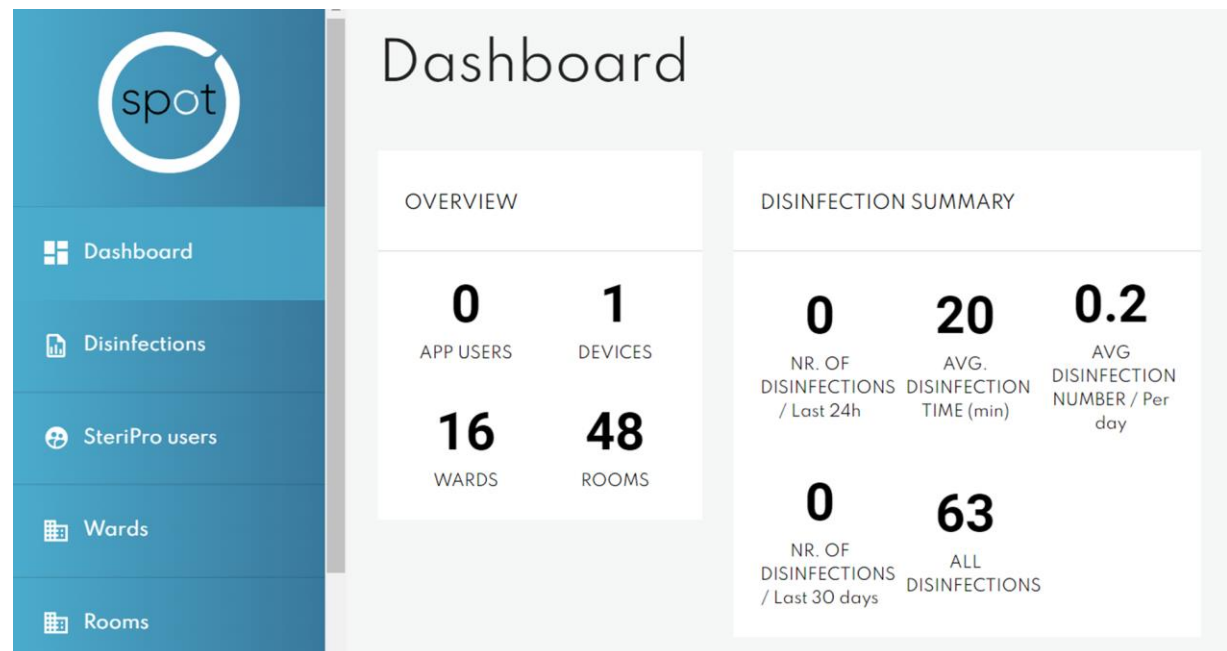 spot
Dashboard
Disinfections
SteriPro users
Wards
Rooms
Dashboard
OVERVIEW
0
APP USERS
1
DEVICES
16
WARDS
48
ROOMS
DISINFECTION SUMMARY
0
NR. OF
DISINFECTIONS
/ Last 24h
20
AVG.
DISINFECTION
TIME (min)
0.2
AVG
DISINFECTION
NUMBER / Per
day
0
NR. OF
DISINFECTIONS
/ Last 30 days
63
ALL
DISINFECTIONS